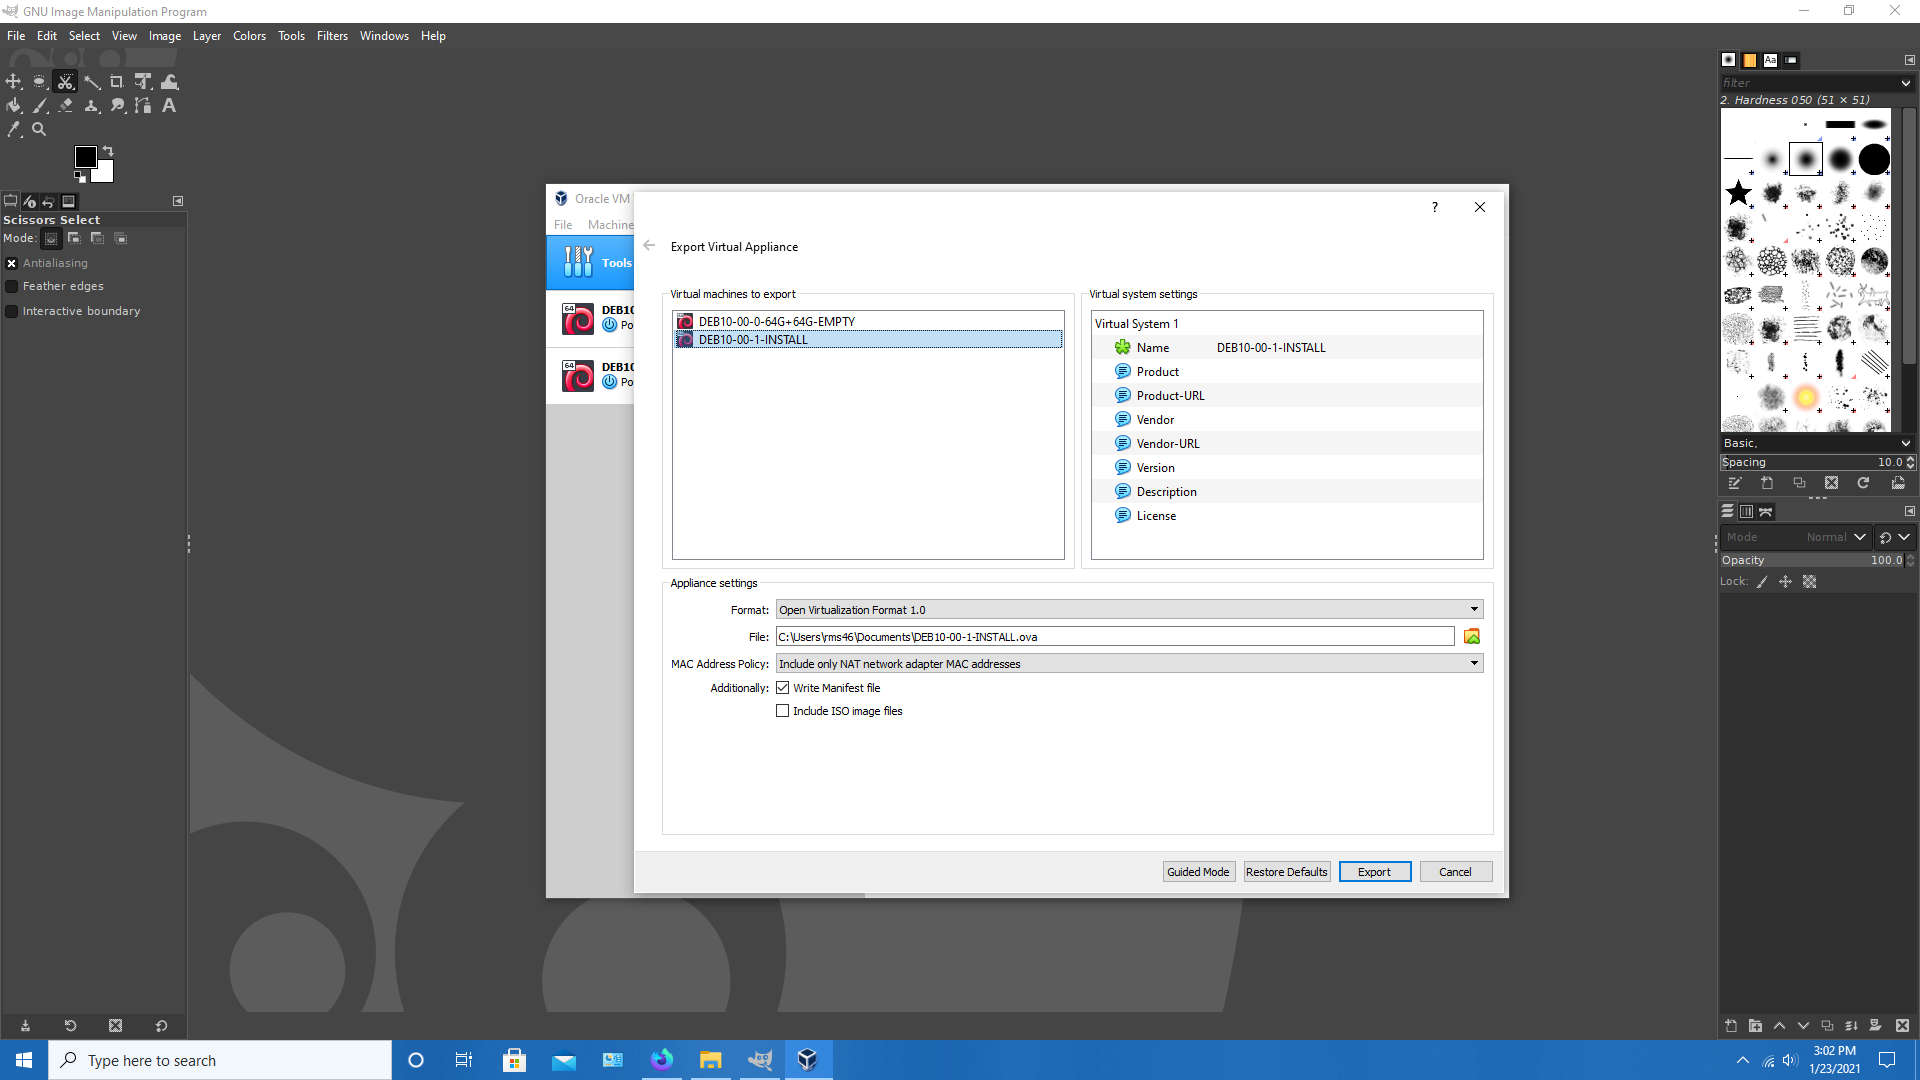 GNU Image Manipulation Program
File Edit Select View Image Layer Colors Tools Filters Windows Help
Scissors Select
Mode:
Antialiasing
Feather edges
Interactive boundary
Oracle VM
File Machine
Tools
64
DEB10
Po
64
DEB10
Po
?
Export Virtual Appliance
Virtual machines to export
DEB10-00-0-64G+64G-EMPTY
DEB10-00-1-INSTALL
Virtual system settings
Virtual System 1
Name DEB10-00-1-INSTALL
Product
Product-URL
Vendor
Vendor-URL
Version
Description
License
Appliance settings
Format: Open Virtualization Format 1.0
File: C:\Users\rms46\Documents\DEB10-00-1-INSTALL.ova
MAC Address Policy: Include only NAT network adapter MAC addresses
Additionally: Write Manifest file
Include ISO image files
Guided Mode Restore Defaults Export Cancel
Aa
filter
2. Hardness 050 (51 × 51)
Basic,
Spacing 10.0
Mode Normal
Opacity 100.0
Lock:
Type here to search
3:02 PM
1/23/2021